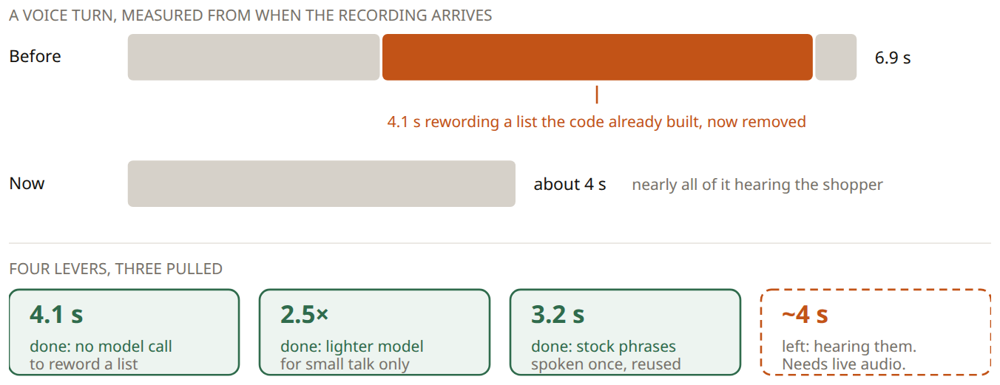 A VOICE TURN, MEASURED FROM WHEN THE RECORDING ARRIVES
Before
6.9 s
4.1 s rewording a list the code already built, now removed
Now
about 4 s
nearly all of it hearing the shopper
FOUR LEVERS, THREE PULLED
4.1 s
done: no model call
to reword a list
2.5×
done: lighter model
for small talk only
3.2 s
done: stock phrases
spoken once, reused
~4 s
left: hearing them.
Needs live audio.